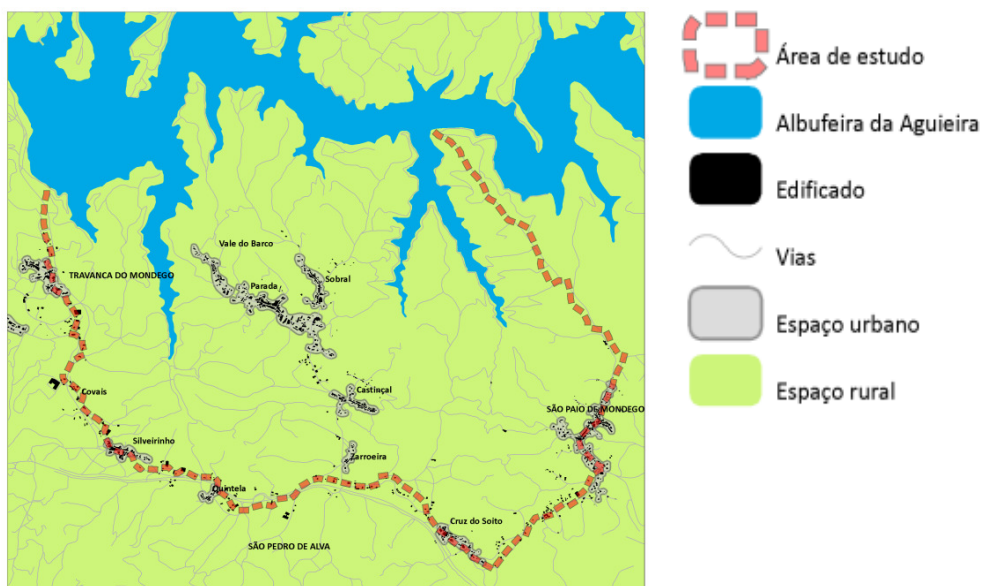 Vale do Barco
TRAVANCA DO MONDEGO
Sobral
Parada
Covais
Castinçal
SÃO PAIO DE MONDEGO
Silveirinho
Zarroeira
Quintela
Cruz do Soito
SÃO PEDRO DE ALVA
Área de estudo
Albufeira da Aguieira
Edificado
Vias
Espaço urbano
Espaço rural